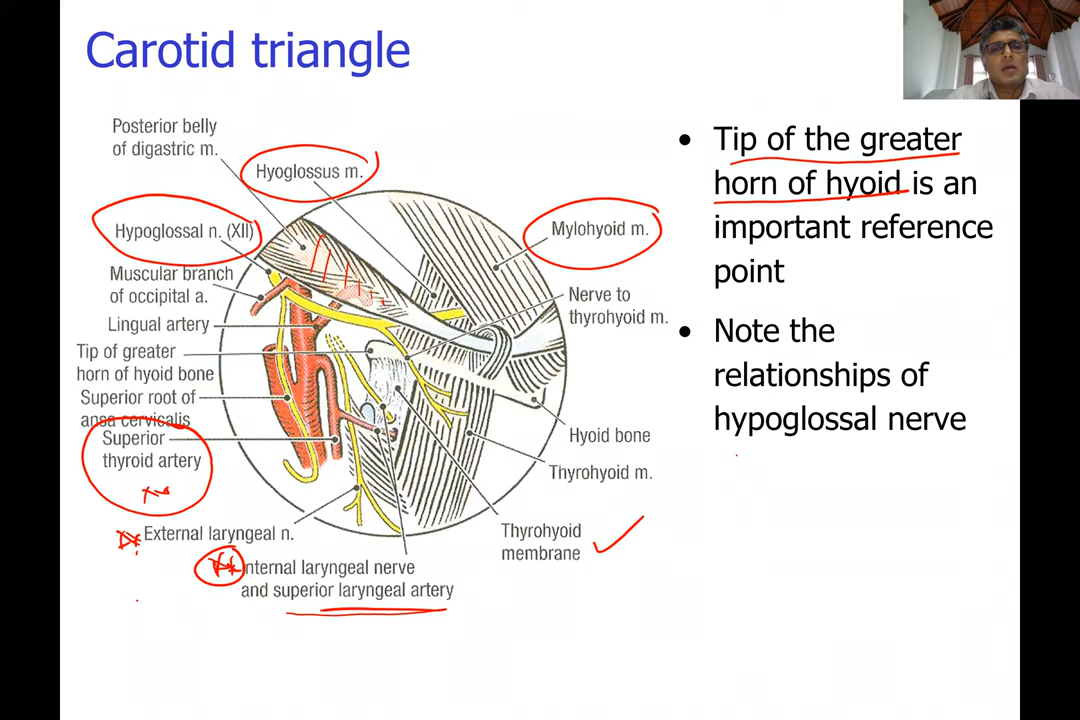 Carotid triangle
Posterior belly
of digastric m.
Hyoglossus m.
Hypoglossal n. (XII)
Mylohyoid m.
Muscular branch
of occipital a.
Nerve to
thyrohyoid m.
Lingual artery
Tip of greater
horn of hyoid bone
Superior root of
ansa cervicalis
Superior
thyroid artery
Hyoid bone
Thyrohyoid m.
External laryngeal n.
Thyrohyoid
membrane
nternal laryngeal nerve
and superior laryngeal artery
• Tip of the greater
horn of hyoid is an
important reference
point
• Note the
relationships of
hypoglossal nerve